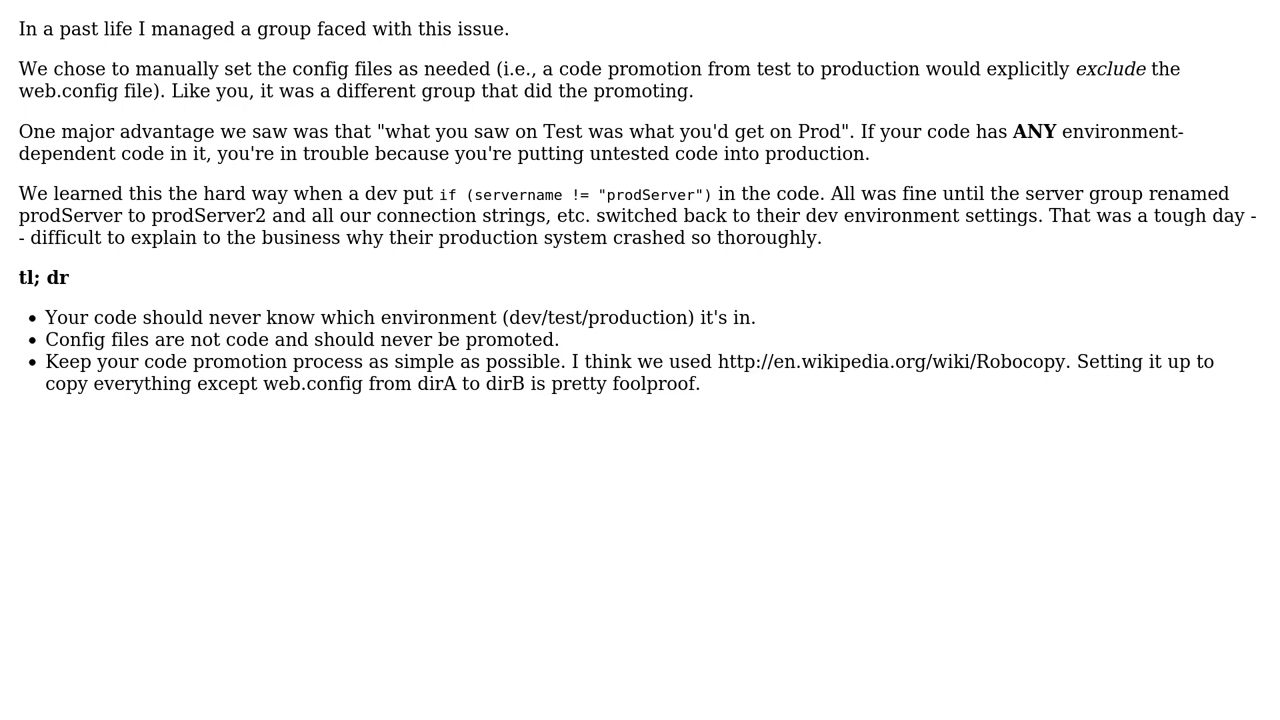 In a past life I managed a group faced with this issue.
We chose to manually set the config files as needed (i.e., a code promotion from test to production would explicitly exclude the
web.config file). Like you, it was a different group that did the promoting.
One major advantage we saw was that "what you saw on Test was what you'd get on Prod". If your code has ANY environment-
dependent code in it, you're in trouble because you're putting untested code into production.
We learned this the hard way when a dev put if (servername != "prodServer") in the code. All was fine until the server group renamed
prodServer to prodServer2 and all our connection strings, etc. switched back to their dev environment settings. That was a tough day -
- difficult to explain to the business why their production system crashed so thoroughly.
tl; dr
• Your code should never know which environment (dev/test/production) it's in.
• Config files are not code and should never be promoted.
• Keep your code promotion process as simple as possible. I think we used http://en.wikipedia.org/wiki/Robocopy. Setting it up to
copy everything except web.config from dirA to dirB is pretty foolproof.